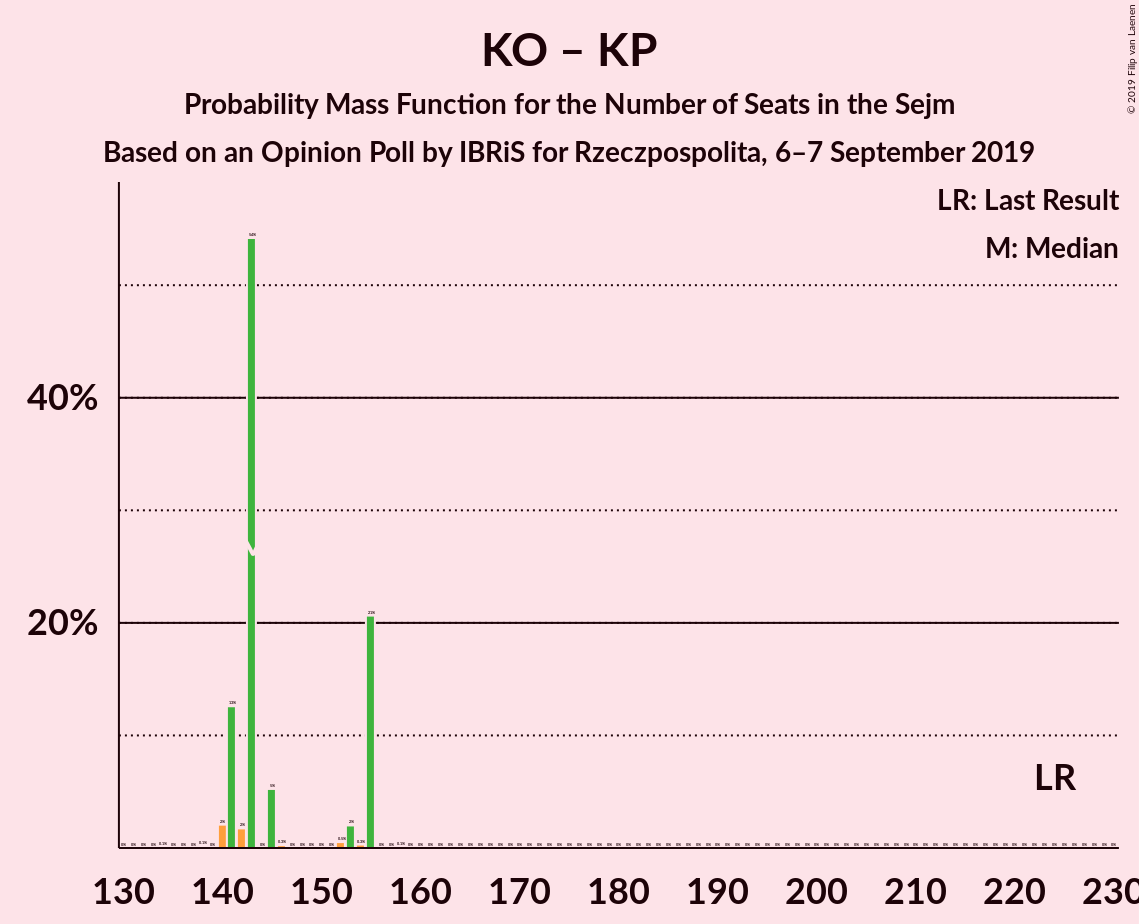 KO – KP
Probability Mass Function for the Number of Seats in the Sejm
Based on an Opinion Poll by IBRiS for Rzeczpospolita, 6–7 September 2019
© 2019 Filip van Laenen
LR: Last Result
M: Median
40%
20%
M
LR
130 140 150 160 170 180 190 200 210 220 230